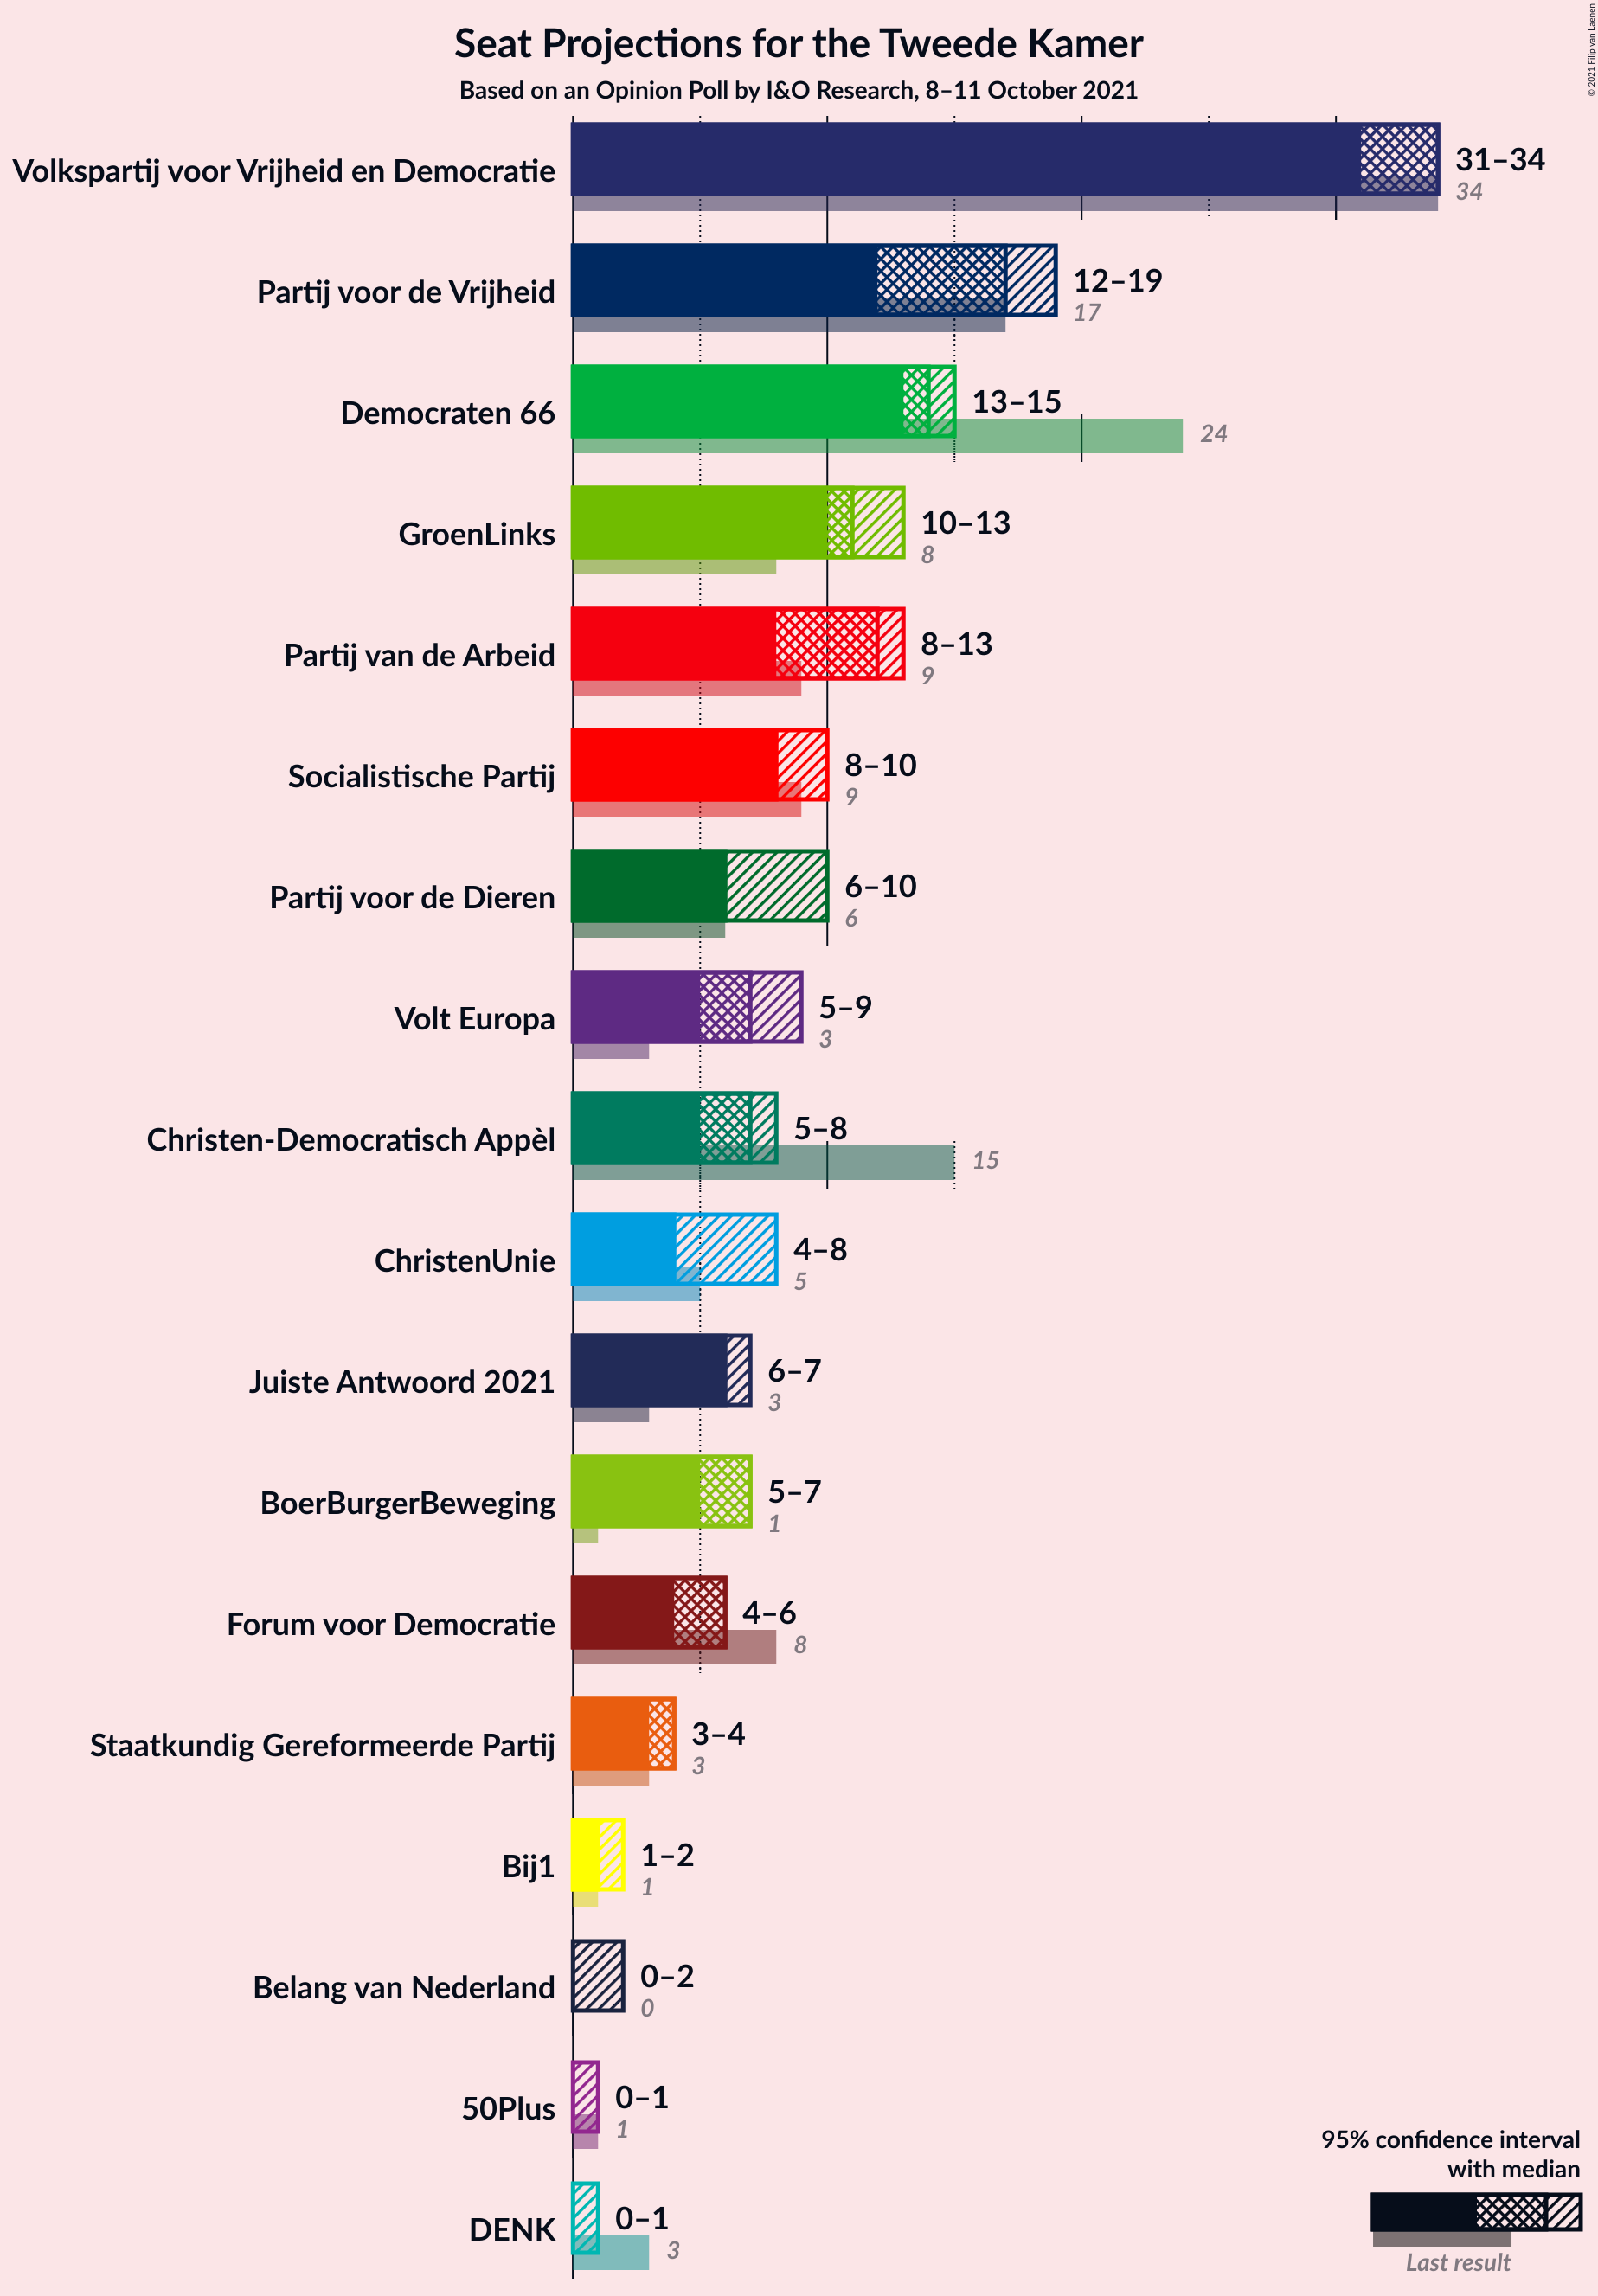 Seat Projections for the Tweede Kamer
Based on an Opinion Poll by I&O Research, 8–11 October 2021
© 2021 Filip van Laenen
Volkspartij voor Vrijheid en Democratie
31–34
34
Partij voor de Vrijheid
12–19
17
Democraten 66
13–15
24
GroenLinks
10–13
8
Partij van de Arbeid
8–13
9
Socialistische Partij
8–10
9
Partij voor de Dieren
6–10
6
Volt Europa
5–9
3
Christen-Democratisch Appèl
5–8
15
ChristenUnie
4–8
5
Juiste Antwoord 2021
6–7
3
BoerBurgerBeweging
5–7
1
Forum voor Democratie
4–6
8
Staatkundig Gereformeerde Partij
3–4
3
Bij1
1–2
1
Belang van Nederland
0–2
0
50Plus
0–1
1
DENK
0–1
3
95% confidence interval
with median
Last result